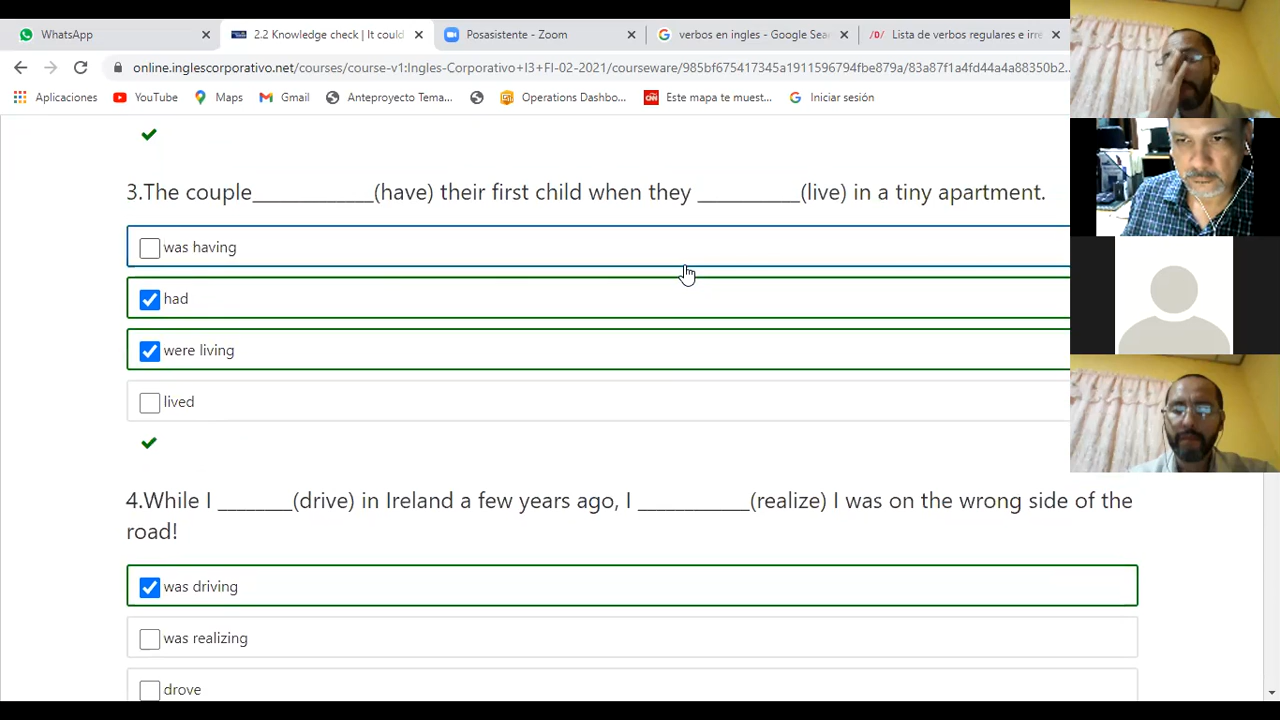 WhatsApp
2.2 Knowledge check | It could
Posasistente - Zoom
verbos en ingles - Google Sea
Lista de verbos regulares e irre
online.inglescorporativo.net/courses/course-v1:Ingles-Corporativo+I3+FI-02-2021/courseware/985bf675417345a1911596794fbe879a/83a87f1a4fd44a4a88350b2...
Aplicaciones
YouTube
Maps
Gmail
Anteproyecto Tema...
Operations Dashbo...
Este mapa te muest...
Iniciar sesión
3.The couple____________(have) their first child when they __________(live) in a tiny apartment.
was having
had
were living
lived
4.While I _______(drive) in Ireland a few years ago, I ___________(realize) I was on the wrong side of the
road!
was driving
was realizing
drove